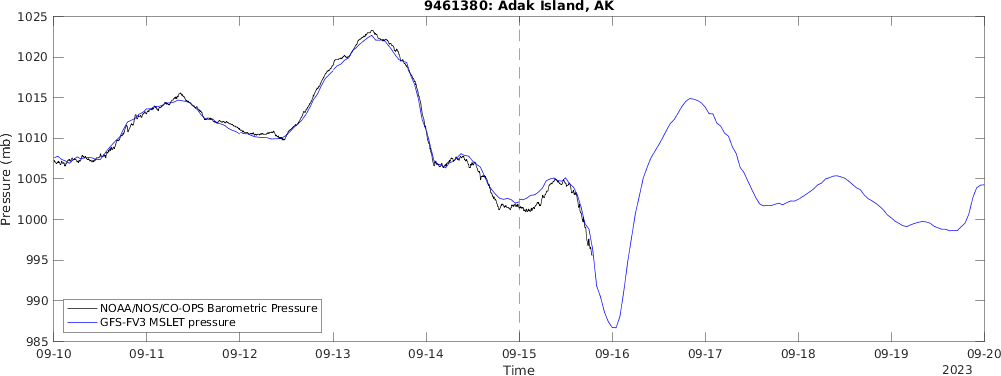 9461380: Adak Island, AK
Pressure (mb)
1025
1020
1015
1010
1005
1000
995
990
985
NOAA/NOS/CO-OPS Barometric Pressure
GFS-FV3 MSLET pressure
09-10 09-11 09-12 09-13 09-14 09-15 09-16 09-17 09-18 09-19 09-20
Time
2023